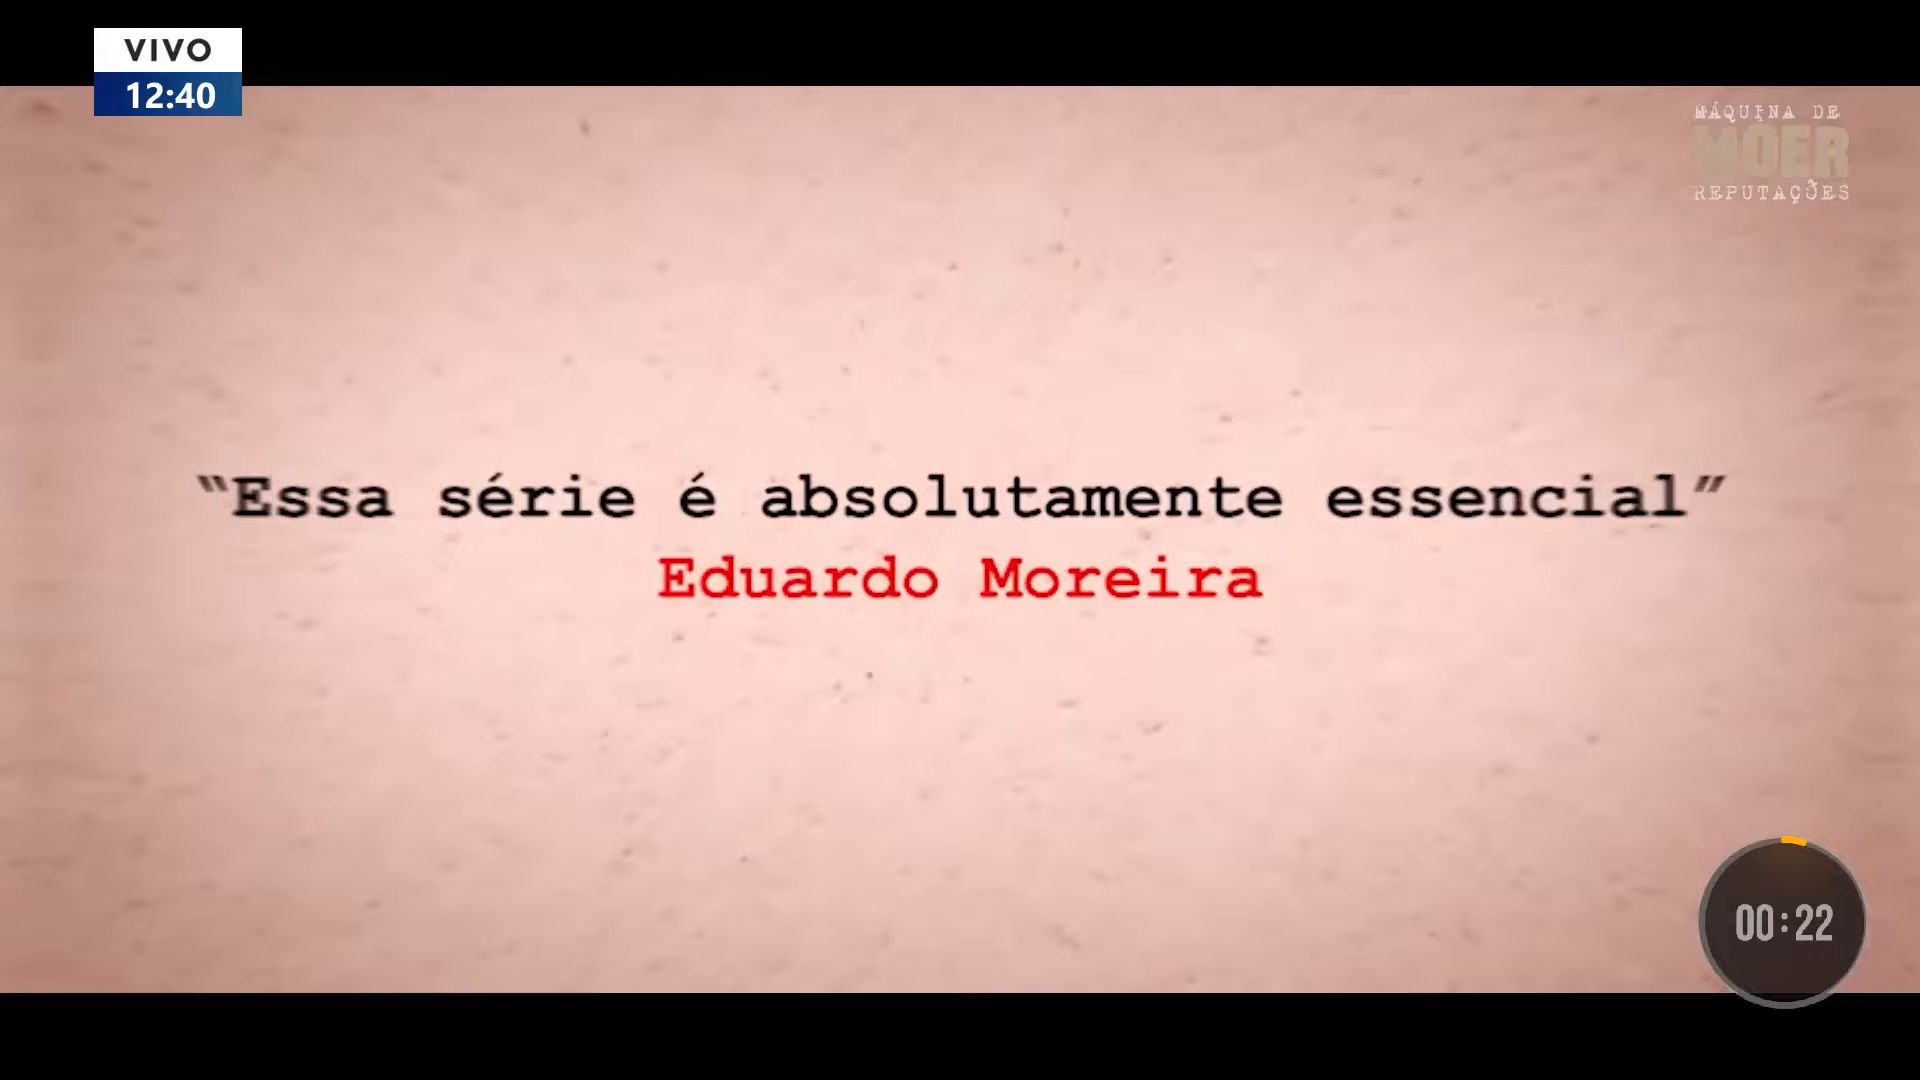 VIVO
12:40
MÁQUINA DE
MOER
REPUTAÇÕES
“Essa série é absolutamente essencial”
Eduardo Moreira
00:22